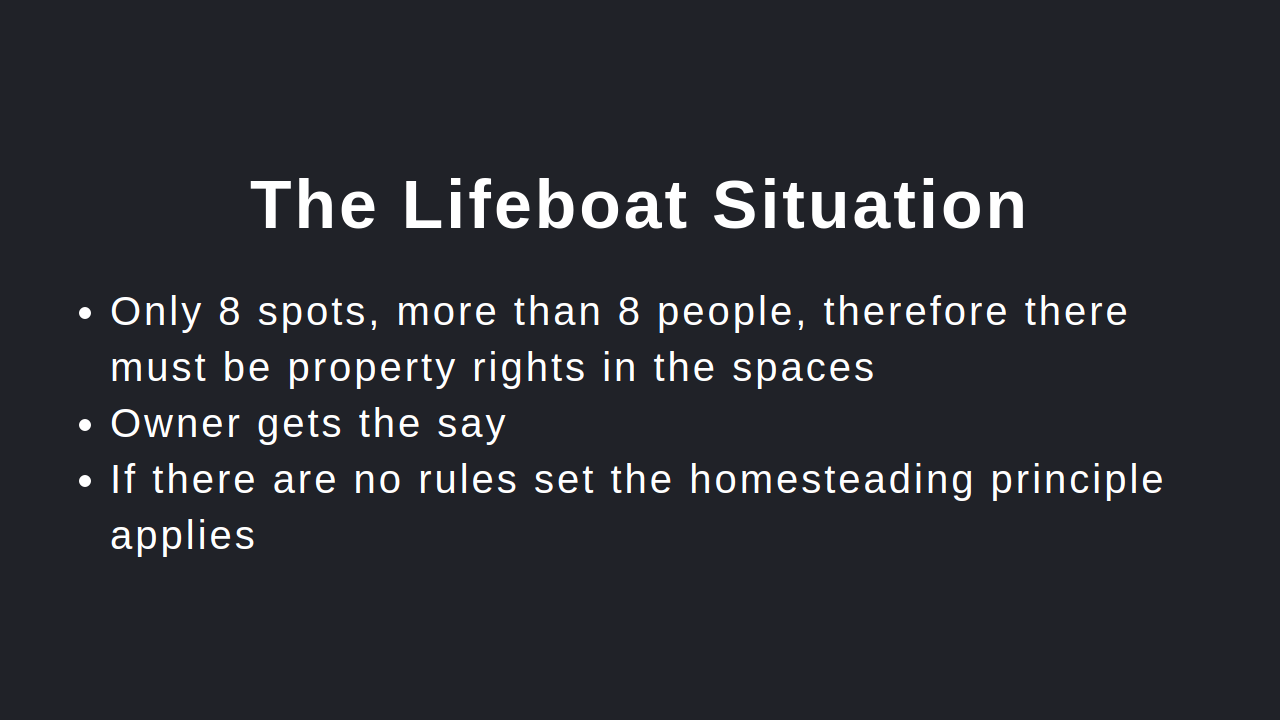 The Lifeboat Situation
• Only 8 spots, more than 8 people, therefore there
must be property rights in the spaces
• Owner gets the say
• If there are no rules set the homesteading principle
applies